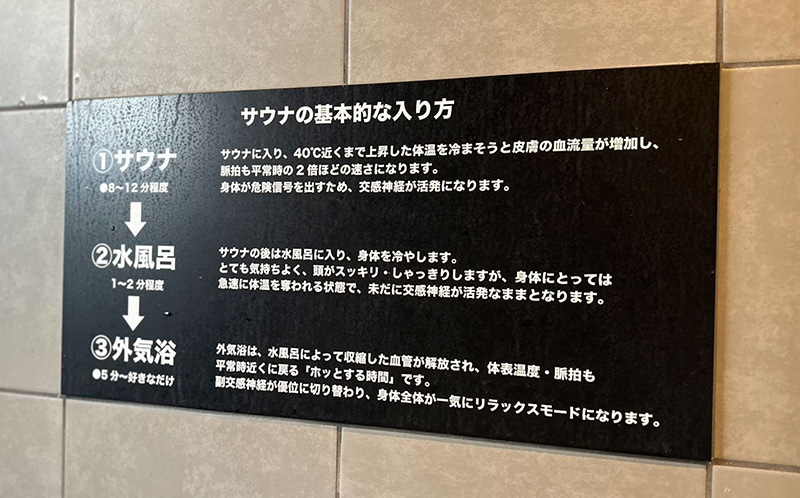 サウナの基本的な入り方
①サウナ
●8〜12分程度
サウナに入り、40℃近くまで上昇した体温を冷まそうと皮膚の血流量が増加し、
脈拍も平常時の2倍ほどの速さになります。
身体が危険信号を出すため、交感神経が活発になります。
②水風呂
1〜2分程度
サウナの後は水風呂に入り、身体を冷やします。
とても気持ちよく、頭がスッキリ・しゃっきりしますが、身体にとっては
急速に体温を奪われる状態で、未だに交感神経が活発なままとなります。
③外気浴
●5分〜好きなだけ
外気浴は、水風呂によって収縮した血管が解放され、体表温度・脈拍も
平常時近くに戻る「ホッとする時間」です。
副交感神経が優位に切り替わり、身体全体が一気にリラックスモードになります。